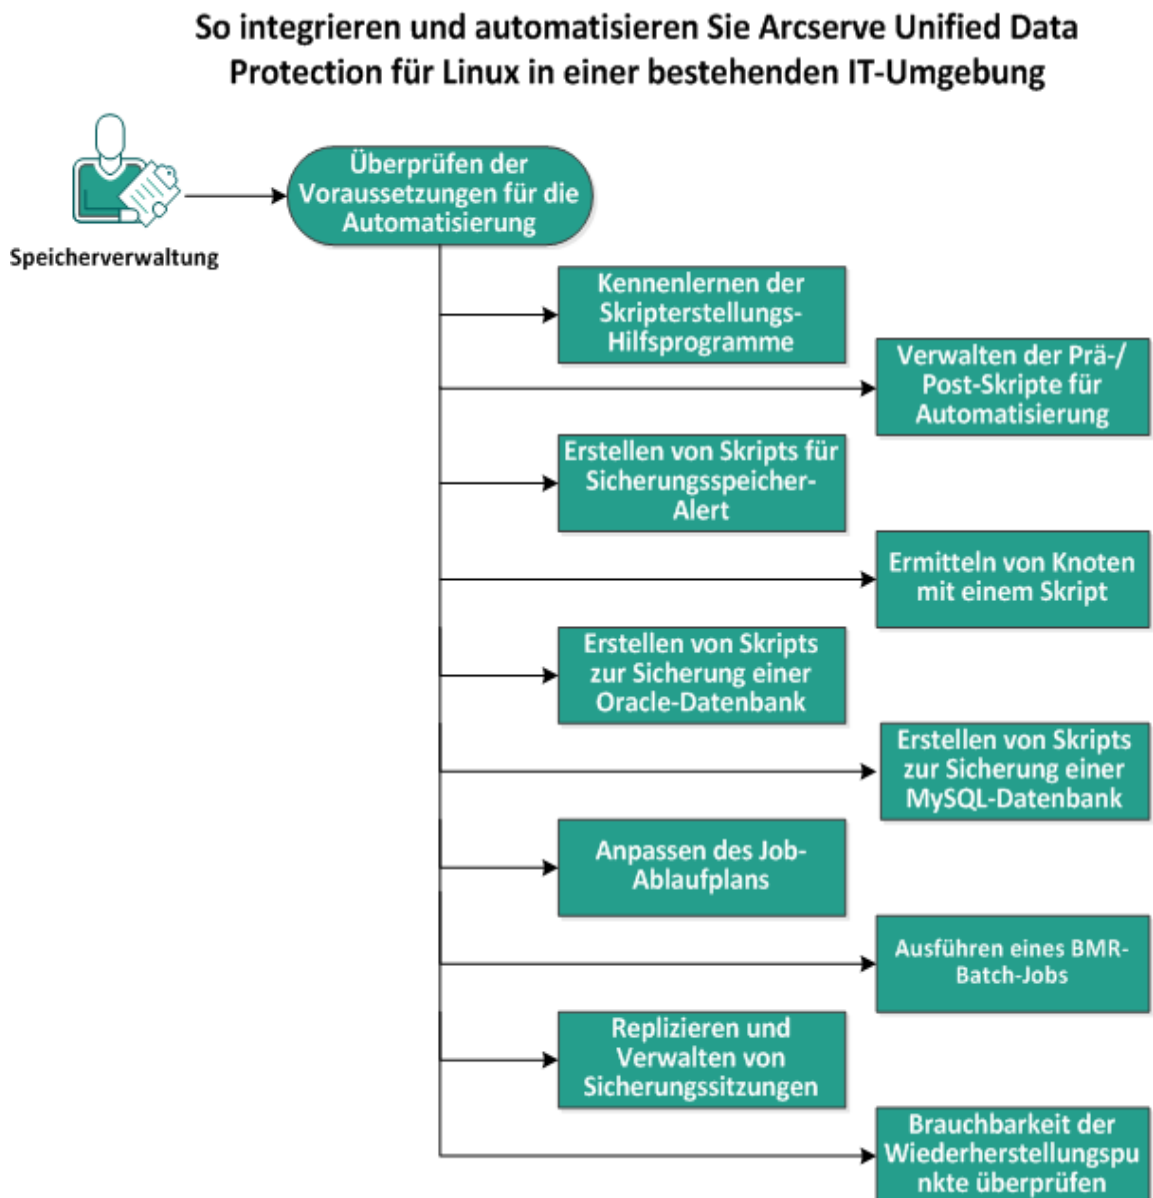 So integrieren und automatisieren Sie Arcserve Unified Data
Protection für Linux in einer bestehenden IT-Umgebung
Speicherverwaltung
Überprüfen der
Voraussetzungen für die
Automatisierung
Kennenlernen der
Skripterstellungs-
Hilfsprogramme
Verwalten der Prä-/
Post-Skripte für
Automatisierung
Erstellen von Skripts für
Sicherungsspeicher-
Alert
Ermitteln von Knoten
mit einem Skript
Erstellen von Skripts
zur Sicherung einer
Oracle-Datenbank
Erstellen von Skripts
zur Sicherung einer
MySQL-Datenbank
Anpassen des Job-
Ablaufplans
Ausführen eines BMR-
Batch-Jobs
Replizieren und
Verwalten von
Sicherungssitzungen
Brauchbarkeit der
Wiederherstellungspu
nkte überprüfen